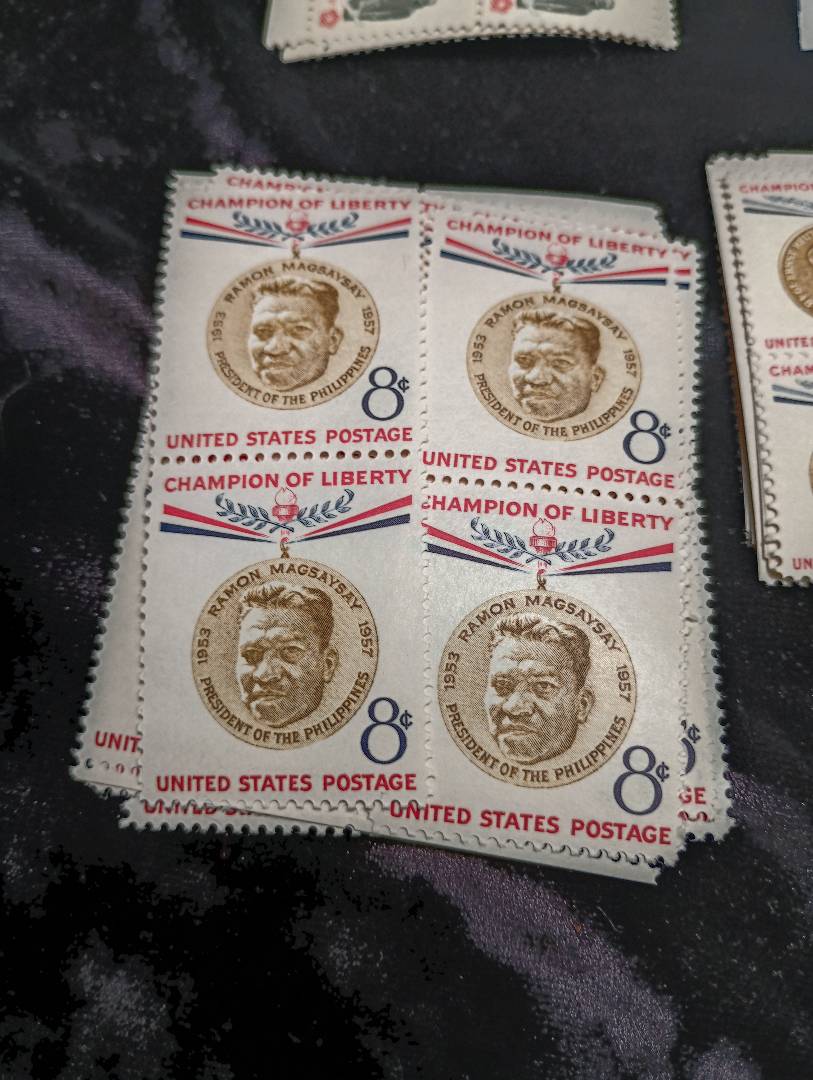 CHAMPION OF LIBERTY
RAMON MAGSAYSAY
1953 1957
PRESIDENT OF THE PHILIPPINES
8¢
UNITED STATES POSTAGE
CHAMPION OF LIBERTY
RAMON MAGSAYSAY
1953 1957
PRESIDENT OF THE PHILIPPINES
8¢
UNITED STATES POSTAGE
CHAMPION OF LIBERTY
RAMON MAGSAYSAY
1953 1957
PRESIDENT OF THE PHILIPPINES
8¢
UNITED STATES POSTAGE
CHAMPION OF LIBERTY
RAMON MAGSAYSAY
1953 1957
PRESIDENT OF THE PHILIPPINES
8¢
UNITED STATES POSTAGE